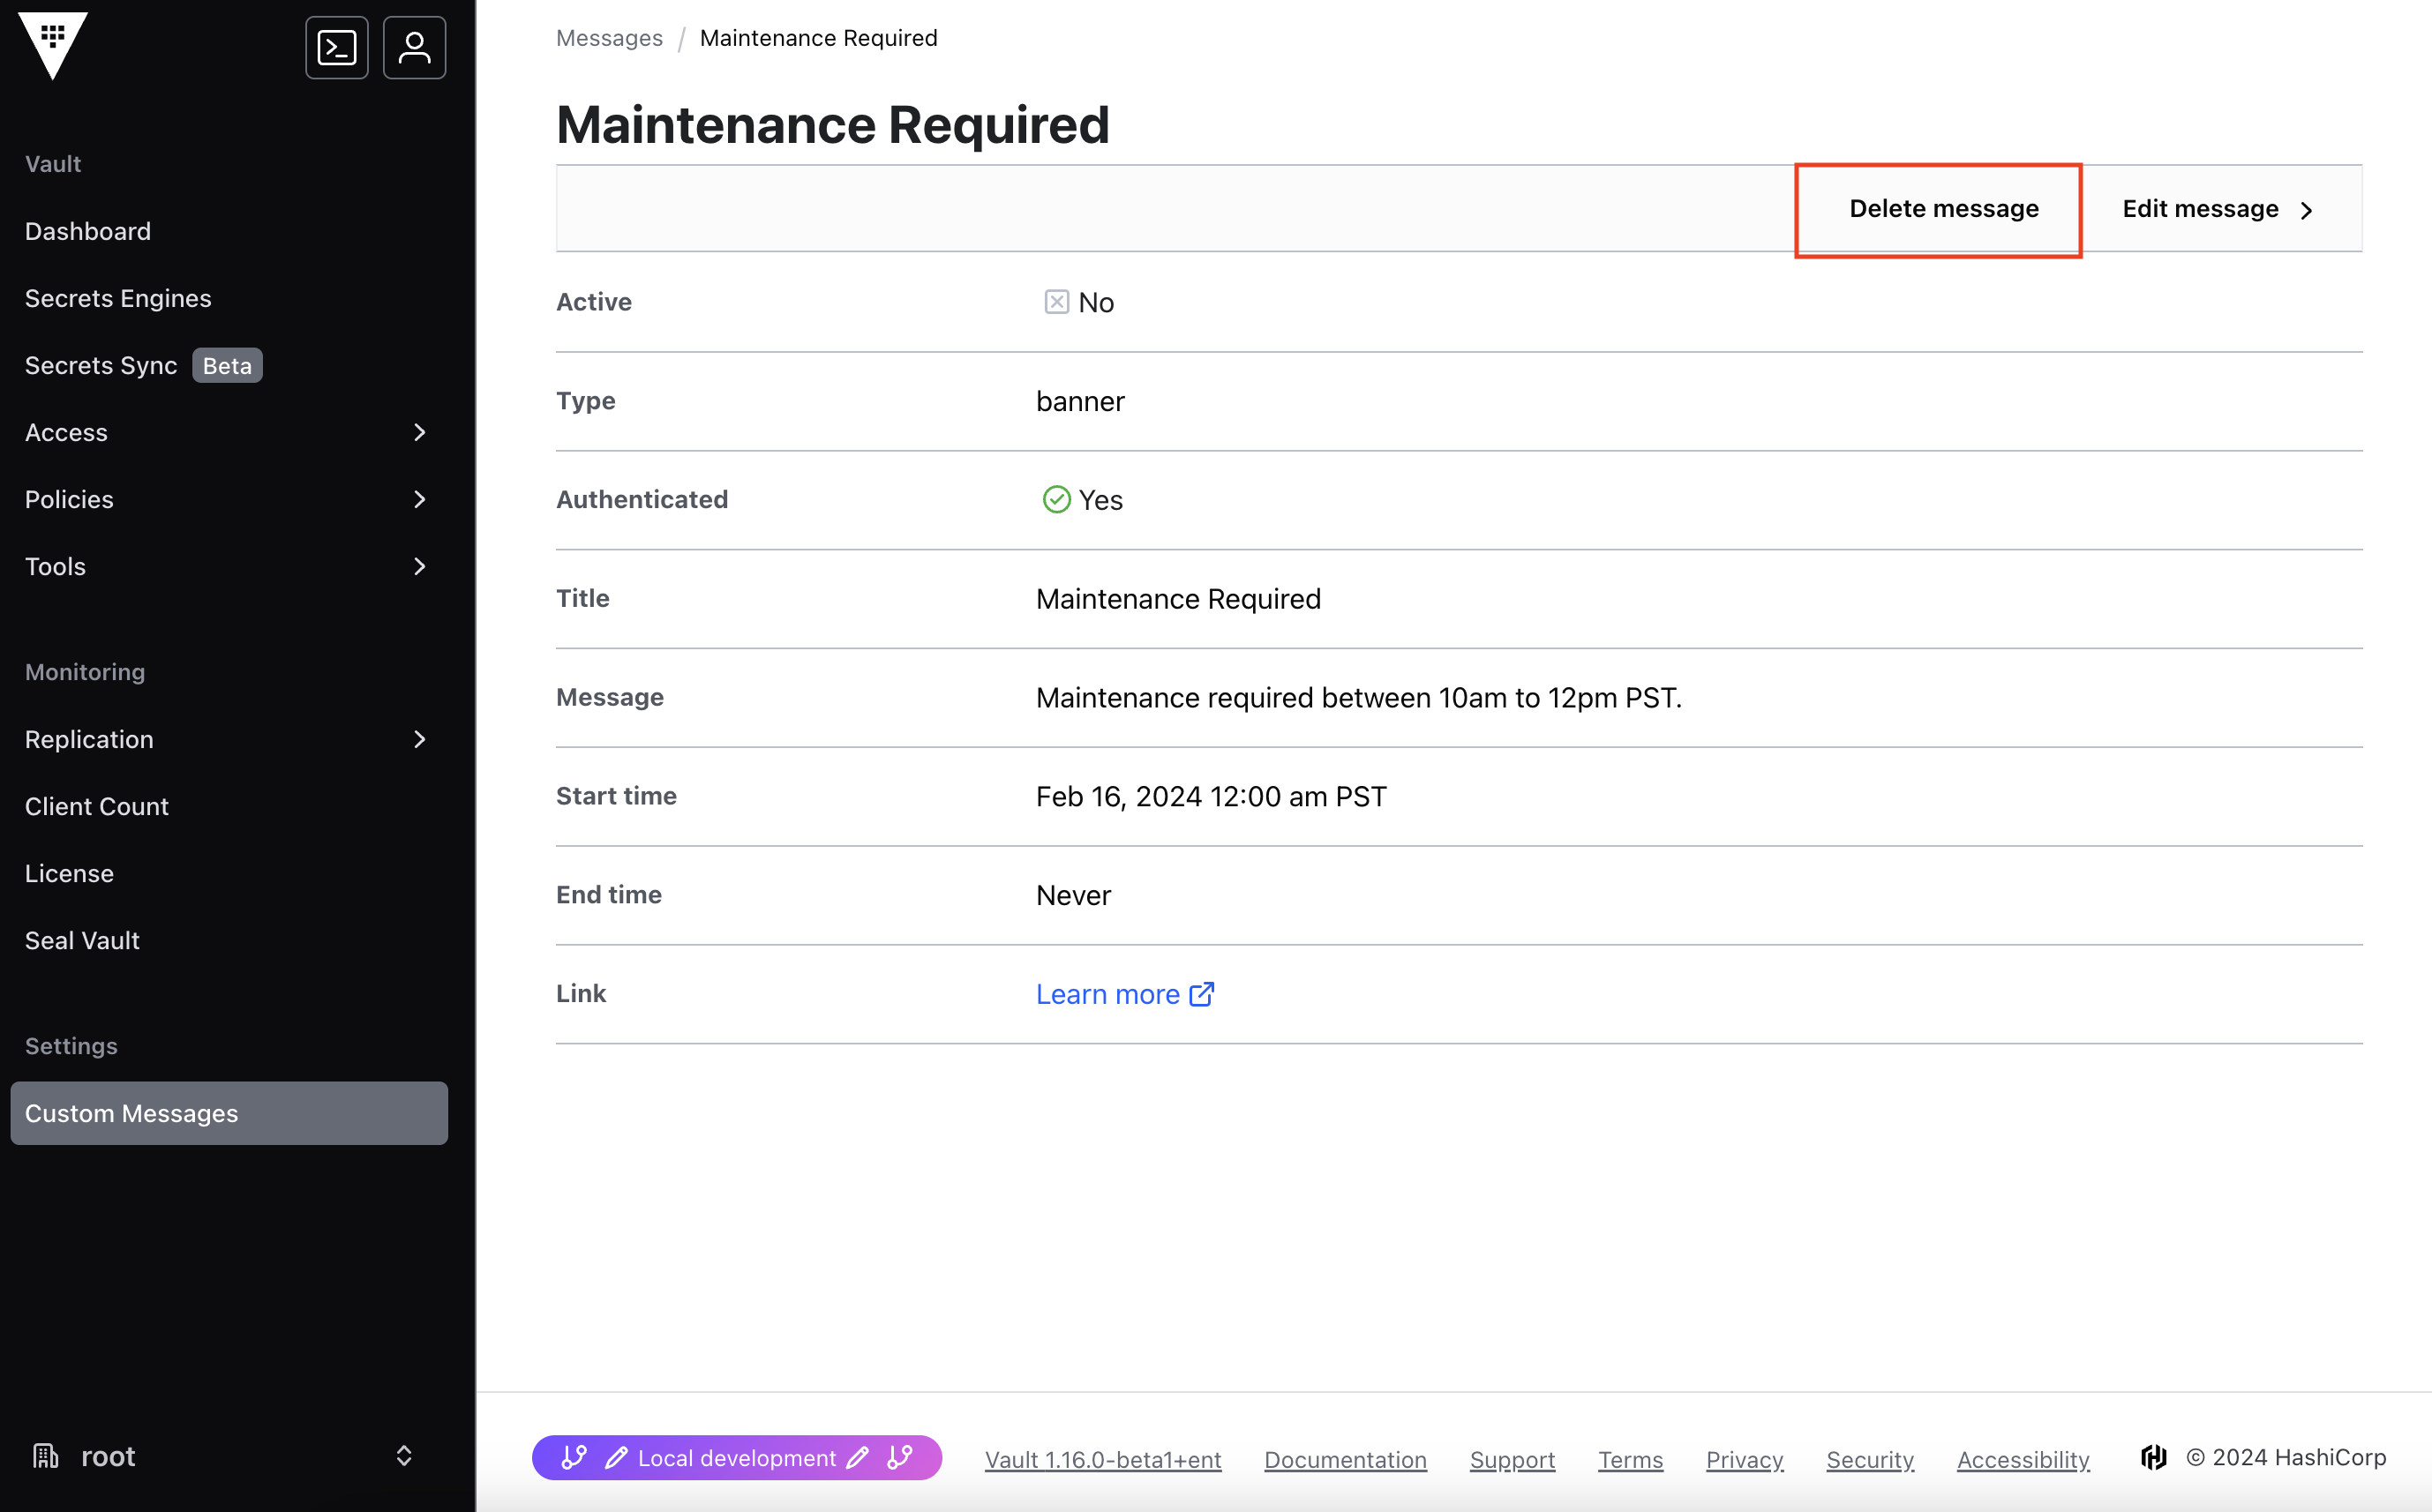 Vault
Dashboard
Secrets Engines
Secrets Sync Beta
Access
Policies
Tools
Monitoring
Replication
Client Count
License
Seal Vault
Settings
Custom Messages
root
Messages / Maintenance Required
Maintenance Required
Delete message Edit message
Active No
Type banner
Authenticated Yes
Title Maintenance Required
Message Maintenance required between 10am to 12pm PST.
Start time Feb 16, 2024 12:00 am PST
End time Never
Link Learn more
Local development Vault 1.16.0-beta1+ent Documentation Support Terms Privacy Security Accessibility © 2024 HashiCorp